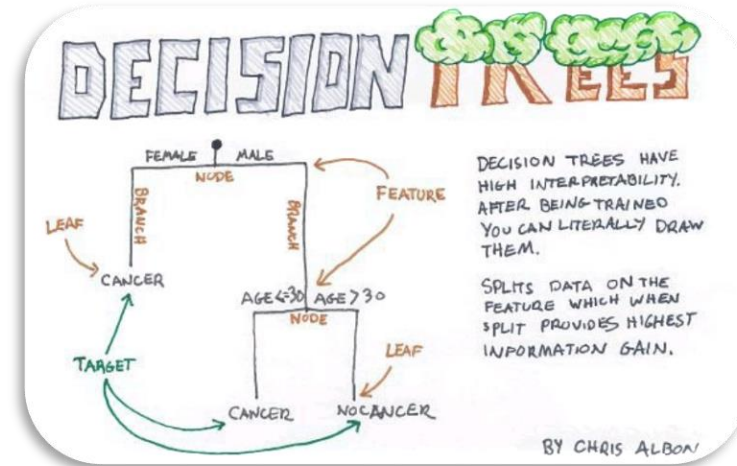 DECISION TREES
FEMALE MALE
NODE
BRANCH
BRANCH
FEATURE
LEAF
CANCER
AGE<=30 AGE>30
NODE
TARGET
LEAF
CANCER
NOCANCER
DECISION TREES HAVE
HIGH INTERPRETABILITY.
AFTER BEING TRAINED
YOU CAN LITERALLY DRAW
THEM.
SPLITS DATA ON THE
FEATURE WHICH WHEN
SPLIT PROVIDES HIGHEST
INFORMATION GAIN.
BY CHRIS ALBON